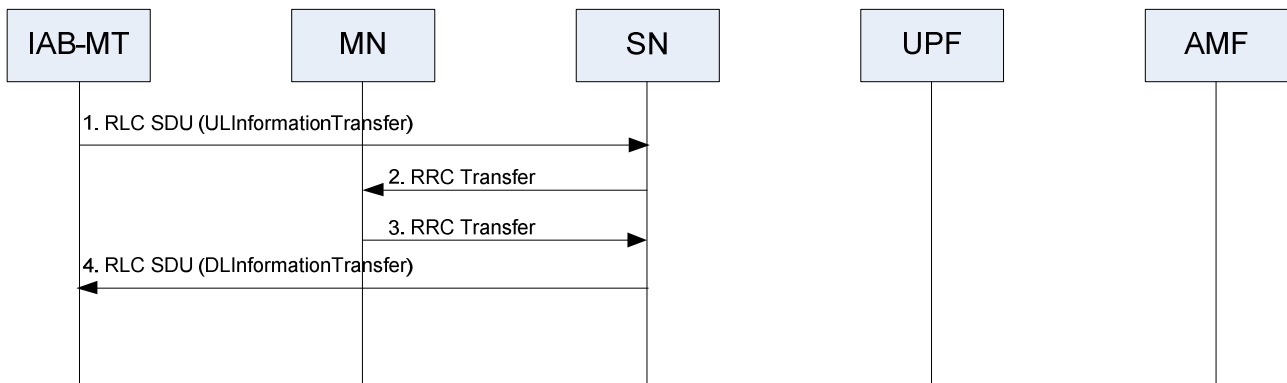 IAB-MT
MN
SN
UPF
AMF
1. RLC SDU (ULInformationTransfer)
2. RRC Transfer
3. RRC Transfer
4. RLC SDU (DLInformationTransfer)